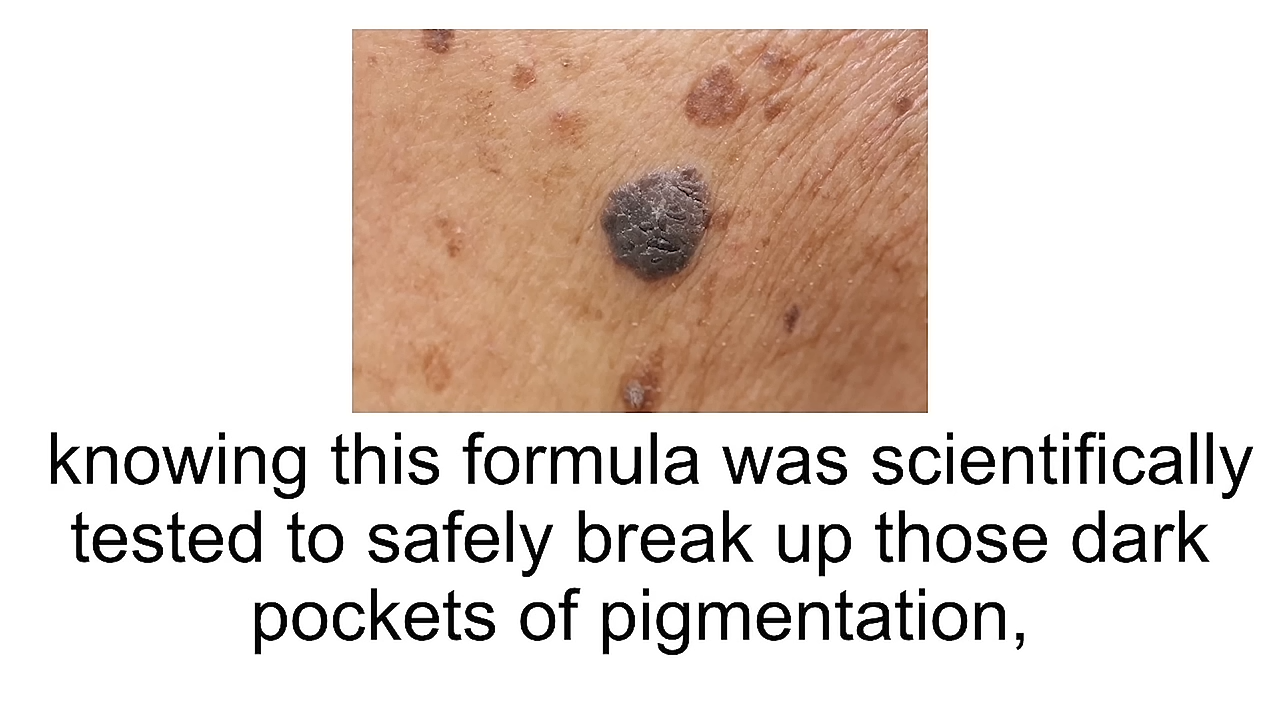 knowing this formula was scientifically
tested to safely break up those dark
pockets of pigmentation,